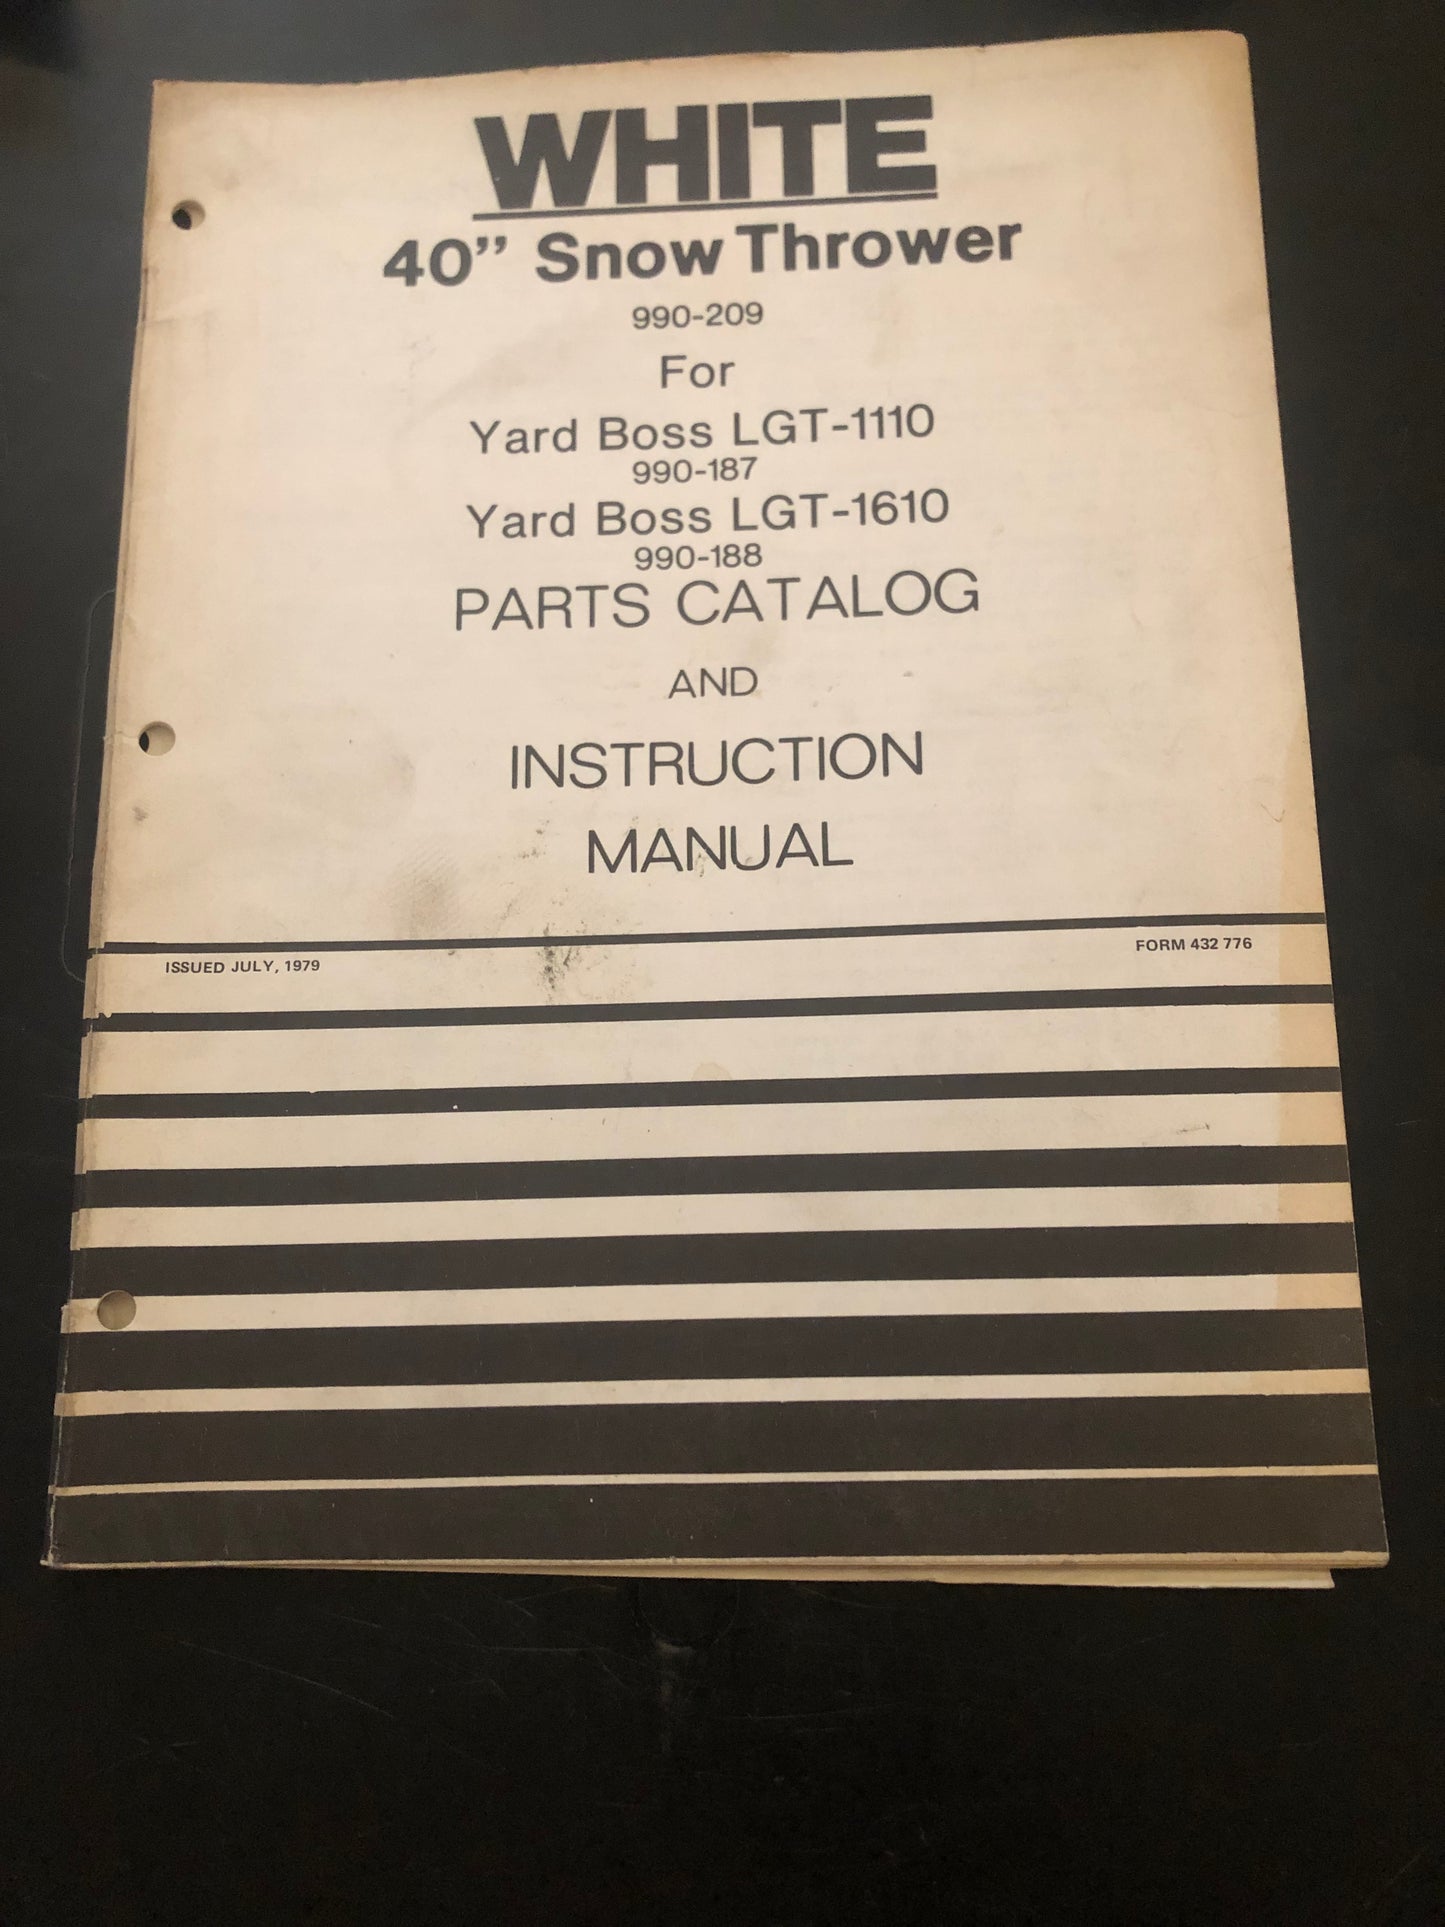 WHITE
40” Snow Thrower
990-209
For
Yard Boss LGT-1110
990-187
Yard Boss LGT-1610
990-188
PARTS CATALOG
AND
INSTRUCTION
MANUAL
ISSUED JULY, 1979
FORM 432 776